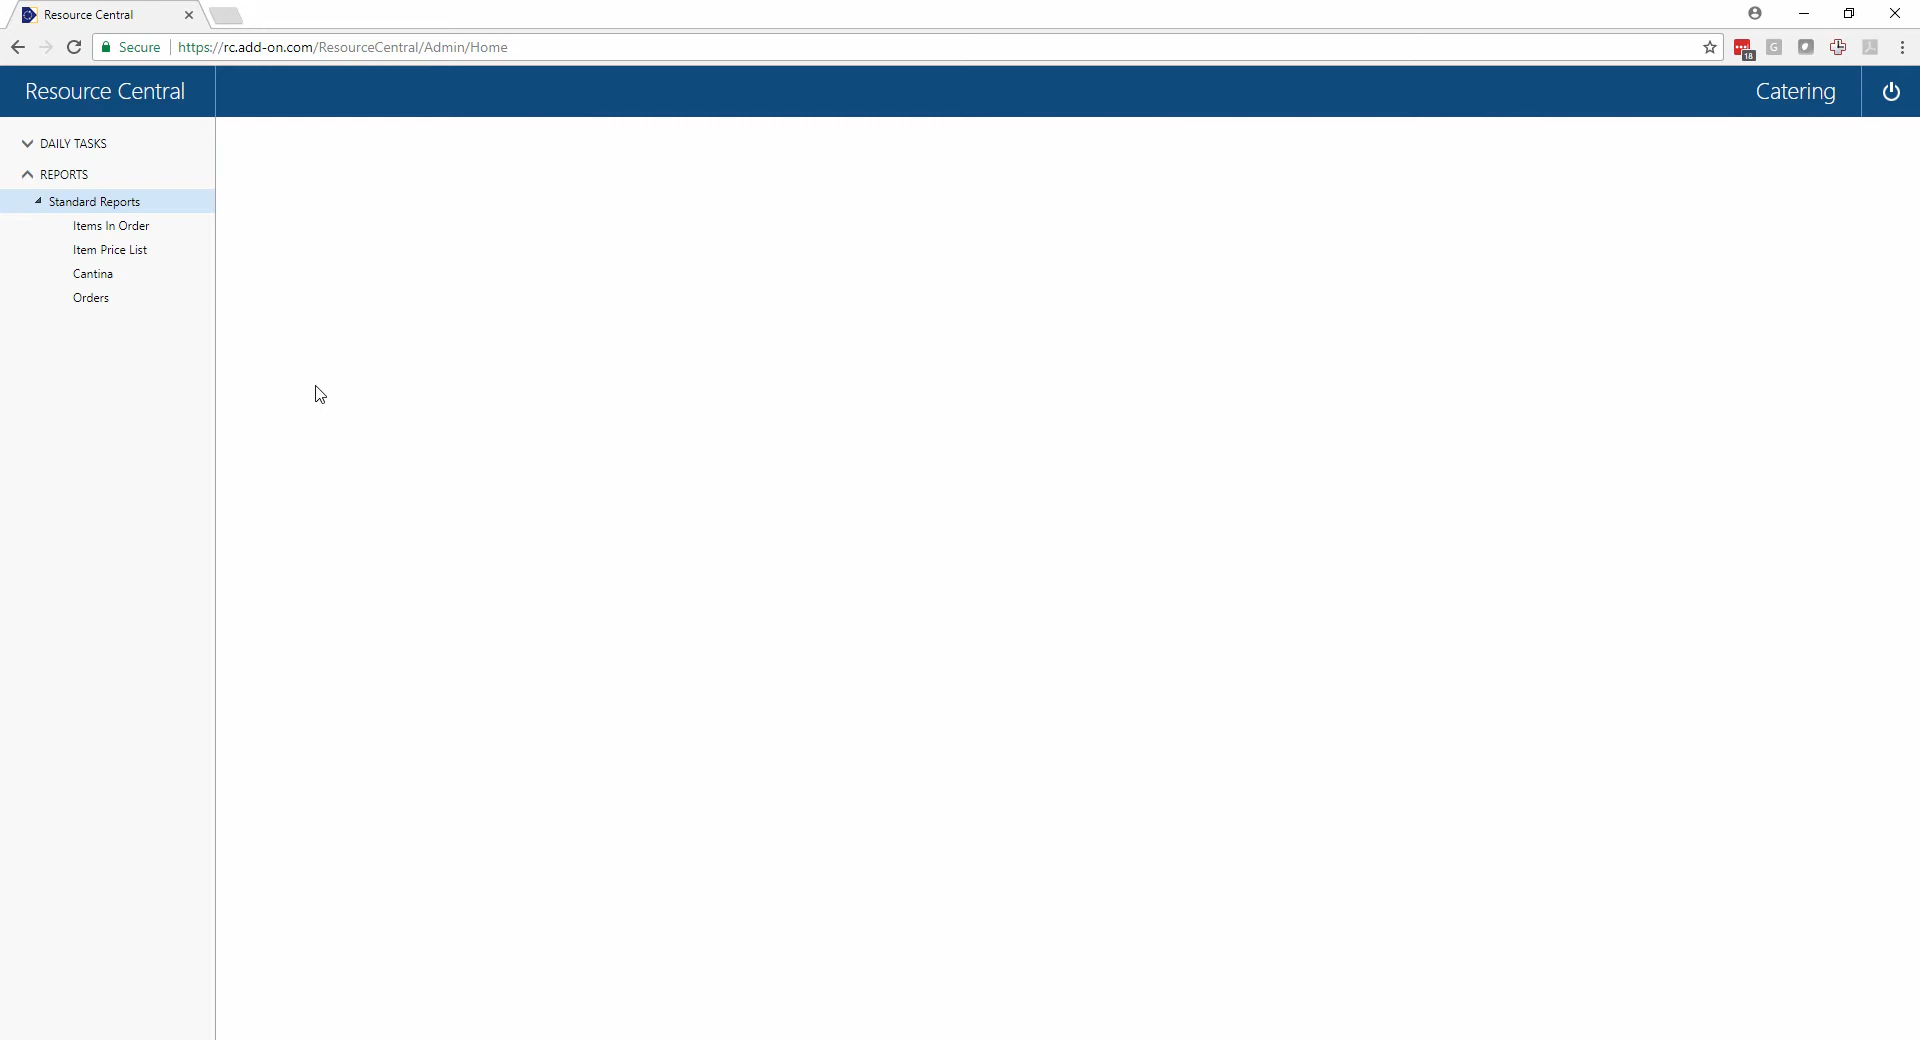 Resource Central
Secure https://rc.add-on.com/ResourceCentral/Admin/Home
18
G
Resource Central
Catering
DAILY TASKS
REPORTS
Standard Reports
Items In Order
Item Price List
Cantina
Orders